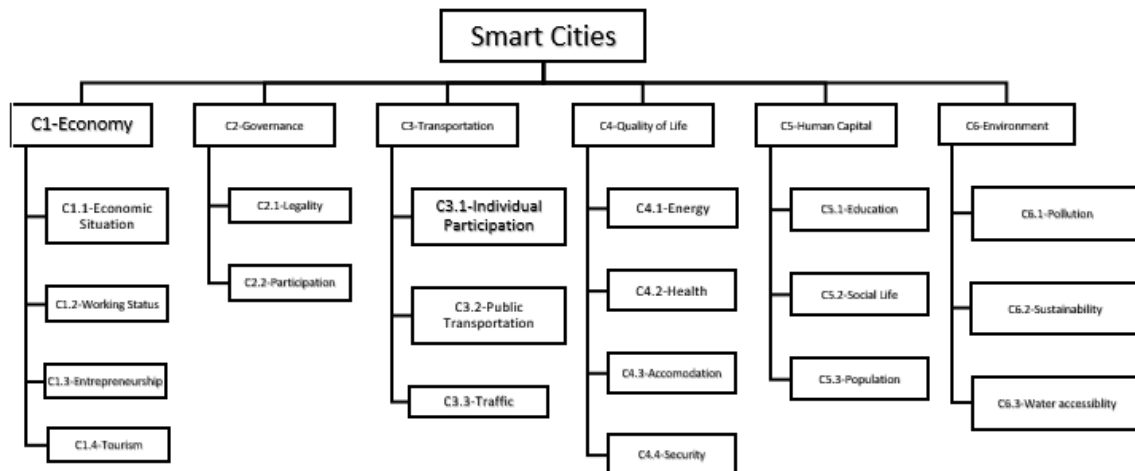 Smart Cities
C1-Economy
C2-Governance
C3-Transportation
C4-Quality of Life
C5-Human Capital
C6-Environment
C1.1-Economic
Situation
C1.2-Working Status
C1.3-Entrepreneurship
C1.4-Tourism
C2.1-Legality
C2.2-Participation
C3.1-Individual
Participation
C3.2-Public
Transportation
C3.3-Traffic
C4.1-Energy
C4.2-Health
C4.3-Accomodation
C4.4-Security
C5.1-Education
C5.2-Social Life
C5.3-Population
C6.1-Pollution
C6.2-Sustainability
C6.3-Water accessiblity